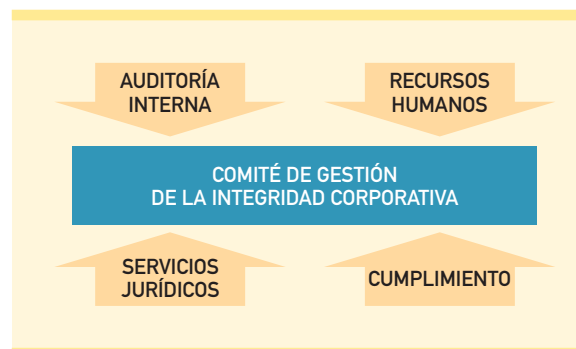 AUDITORÍA
INTERNA
RECURSOS
HUMANOS
COMITÉ DE GESTIÓN
DE LA INTEGRIDAD CORPORATIVA
SERVICIOS
JURÍDICOS
CUMPLIMIENTO